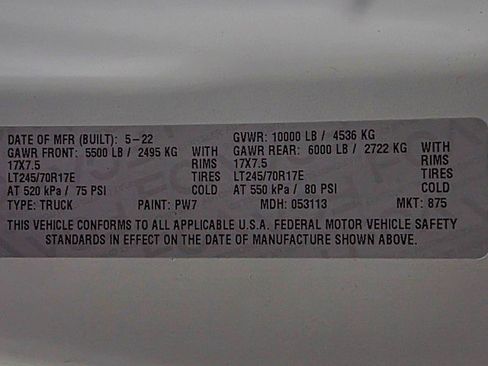 DATE OF MFR (BUILT): 5-22 GVWR: 10000 LB / 4536 KG
GAWR FRONT: 5500 LB / 2495 KG WITH GAWR REAR: 6000 LB / 2722 KG WITH
17X7.5 RIMS 17X7.5 RIMS
LT245/70R17E TIRES LT245/70R17E TIRES
AT 520 kPa / 75 PSI COLD AT 550 kPa / 80 PSI COLD
TYPE: TRUCK PAINT: PW7 MDH: 053113 MKT: 875
THIS VEHICLE CONFORMS TO ALL APPLICABLE U.S.A. FEDERAL MOTOR VEHICLE SAFETY
STANDARDS IN EFFECT ON THE DATE OF MANUFACTURE SHOWN ABOVE.